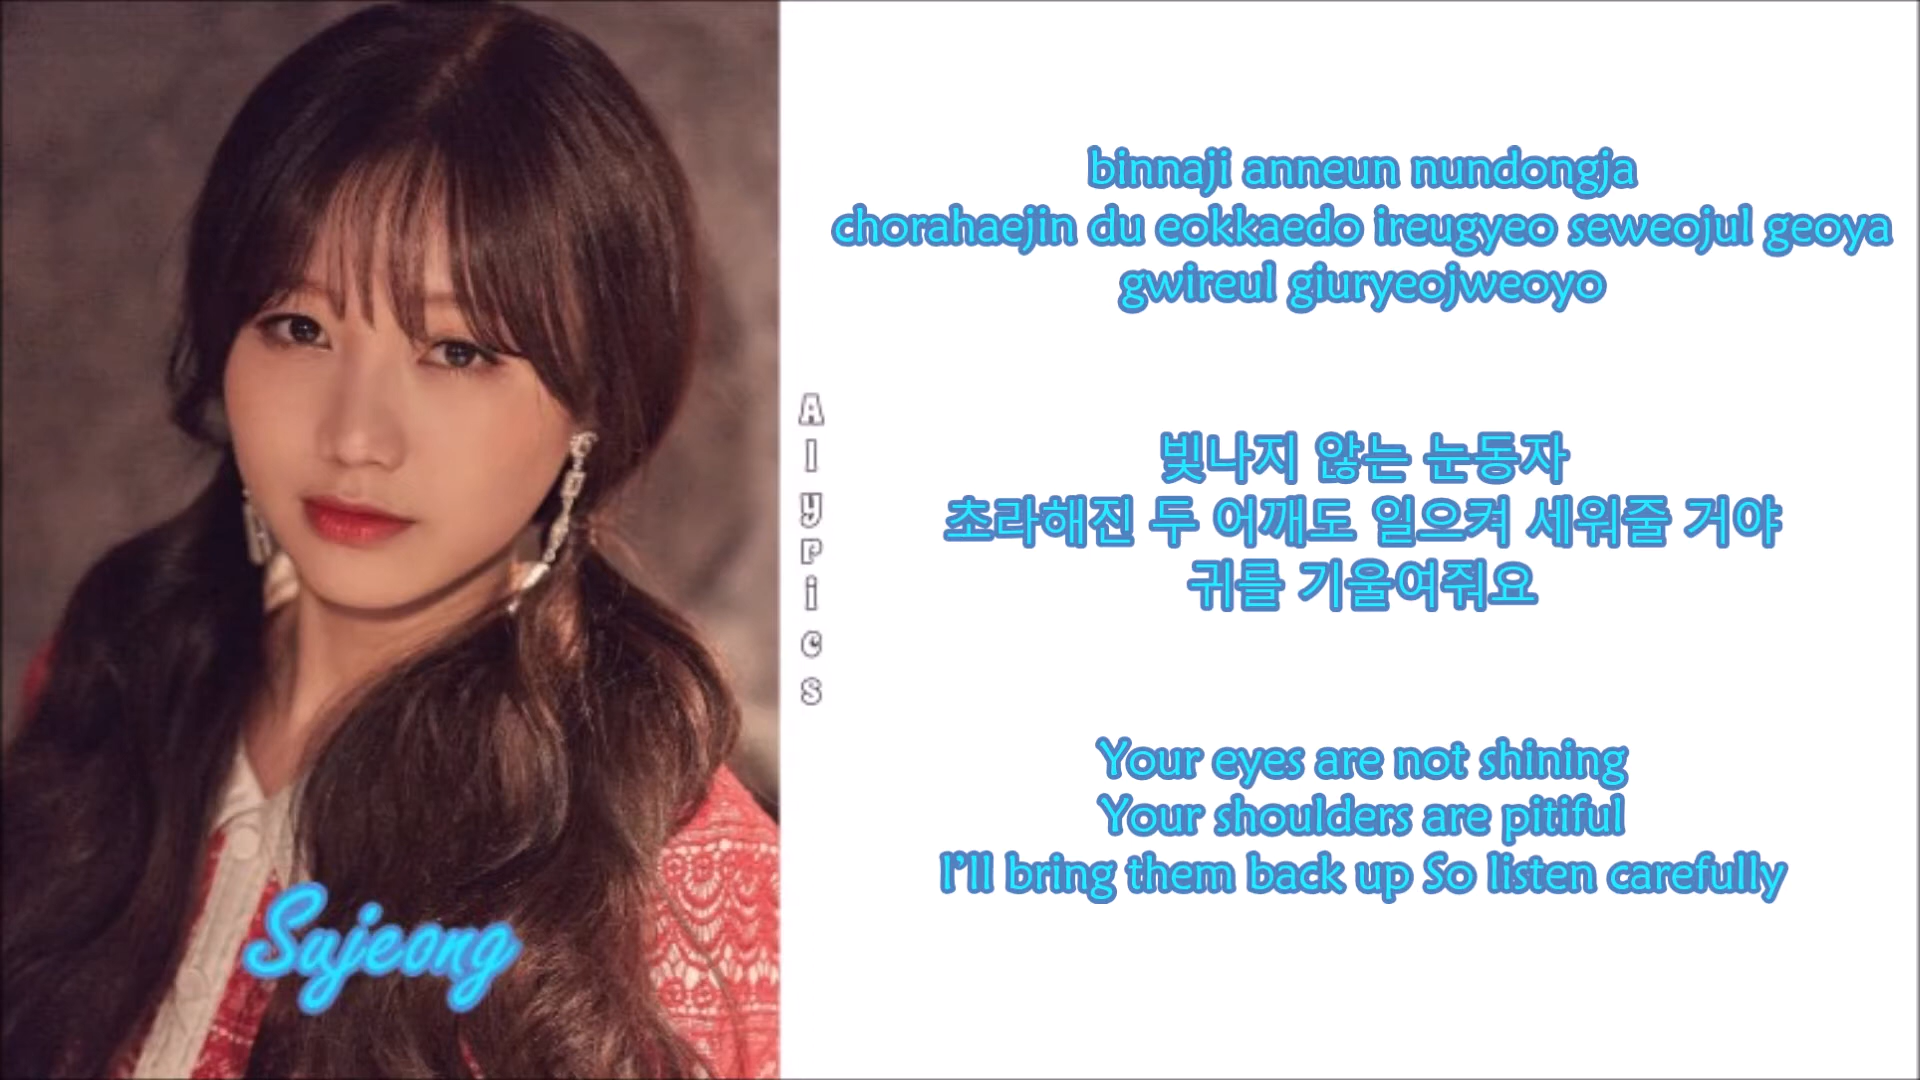 binnaji anneun nundongja
chorahaejin du eokkaedo ireugyeo seweojul geoya
gwireul giuryeojweoyo
Alypics
빛나지 않는 눈동자
초라해진 두 어깨도 일으켜 세워줄 거야
귀를 기울여줘요
Your eyes are not shining
Your shoulders are pitiful
I'll bring them back up So listen carefully
Sujeong